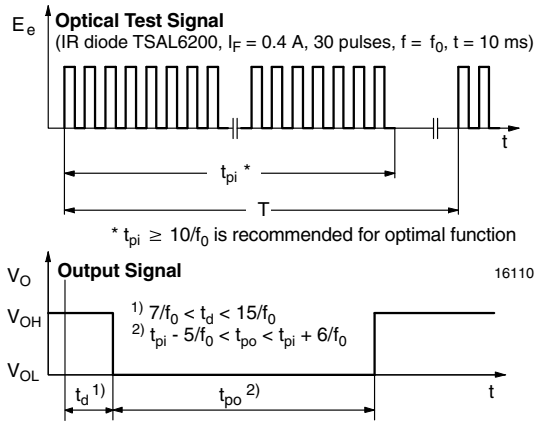 E_e Optical Test Signal
(IR diode TSAL6200, I_F = 0.4 A, 30 pulses, f = f_0, t = 10 ms)
t
t_pi *
T
* t_pi ≥ 10/f_0 is recommended for optimal function
V_O Output Signal 16110
V_OH
1) 7/f_0 < t_d < 15/f_0
2) t_pi - 5/f_0 < t_po < t_pi + 6/f_0
V_OL
t_d 1) t_po 2) t